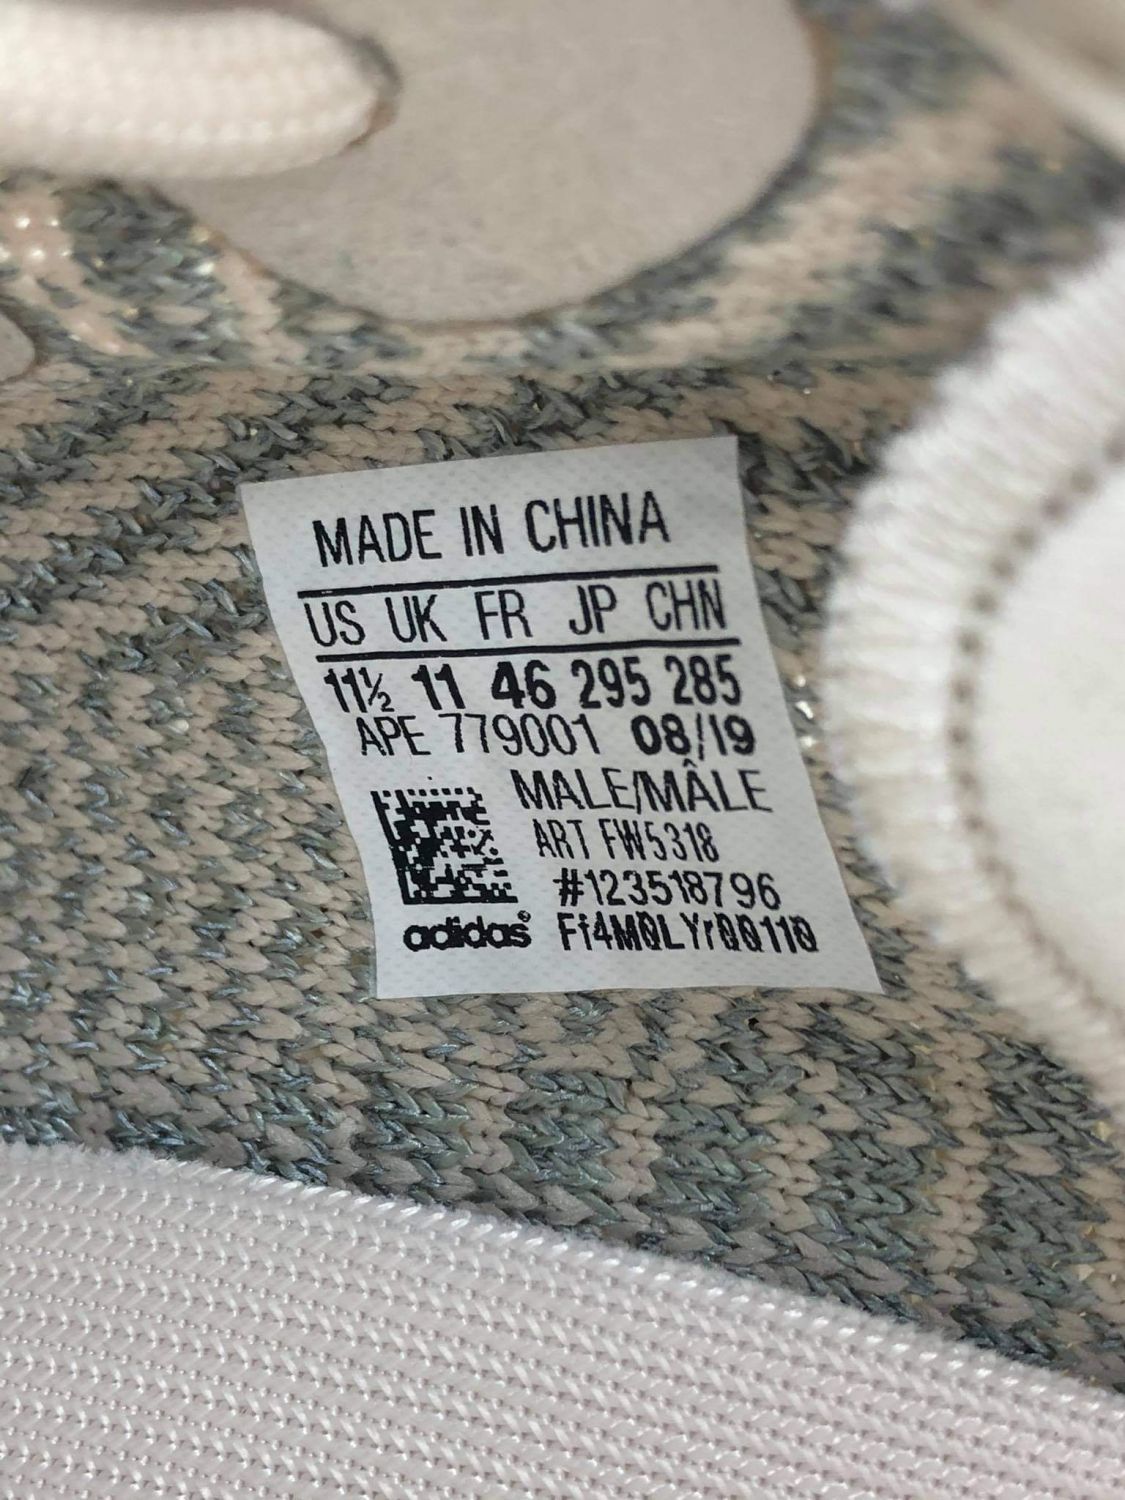 MADE IN CHINA
US UK FR JP CHN
11½ 11 46 295 285
APE 779001 08/19
MALE/MÂLE
ART FW5318
#123518796
adidas® Ff4M0LYr00110